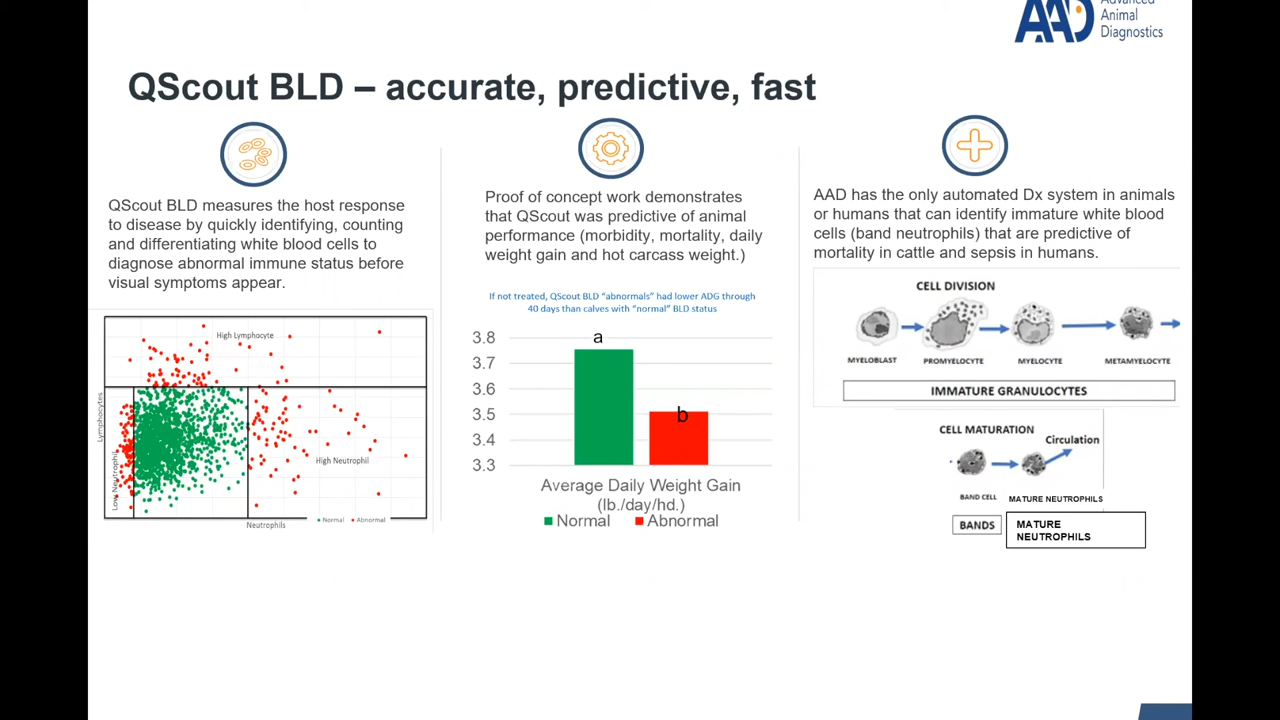 Advanced
Animal
Diagnostics
AAD
QScout BLD – accurate, predictive, fast
QScout BLD measures the host response
to disease by quickly identifying, counting
and differentiating white blood cells to
diagnose abnormal immune status before
visual symptoms appear.
High Lymphocyte
Lymphocytes
Low Neutrophil
High Neutrophil
Neutrophils
Normal
Abnormal
Proof of concept work demonstrates
that QScout was predictive of animal
performance (morbidity, mortality, daily
weight gain and hot carcass weight.)
If not treated, QScout BLD "abnormals" had lower ADG through
40 days than calves with "normal" BLD status
3.8
3.7
3.6
3.5
3.4
3.3
a
b
Average Daily Weight Gain
(lb./day/hd.)
Normal
Abnormal
AAD has the only automated Dx system in animals
or humans that can identify immature white blood
cells (band neutrophils) that are predictive of
mortality in cattle and sepsis in humans.
CELL DIVISION
MYELOBLAST
PROMYELOCYTE
MYELOCYTE
METAMYELOCYTE
IMMATURE GRANULOCYTES
CELL MATURATION
Circulation
BAND CELL
MATURE NEUTROPHILS
BANDS
MATURE
NEUTROPHILS